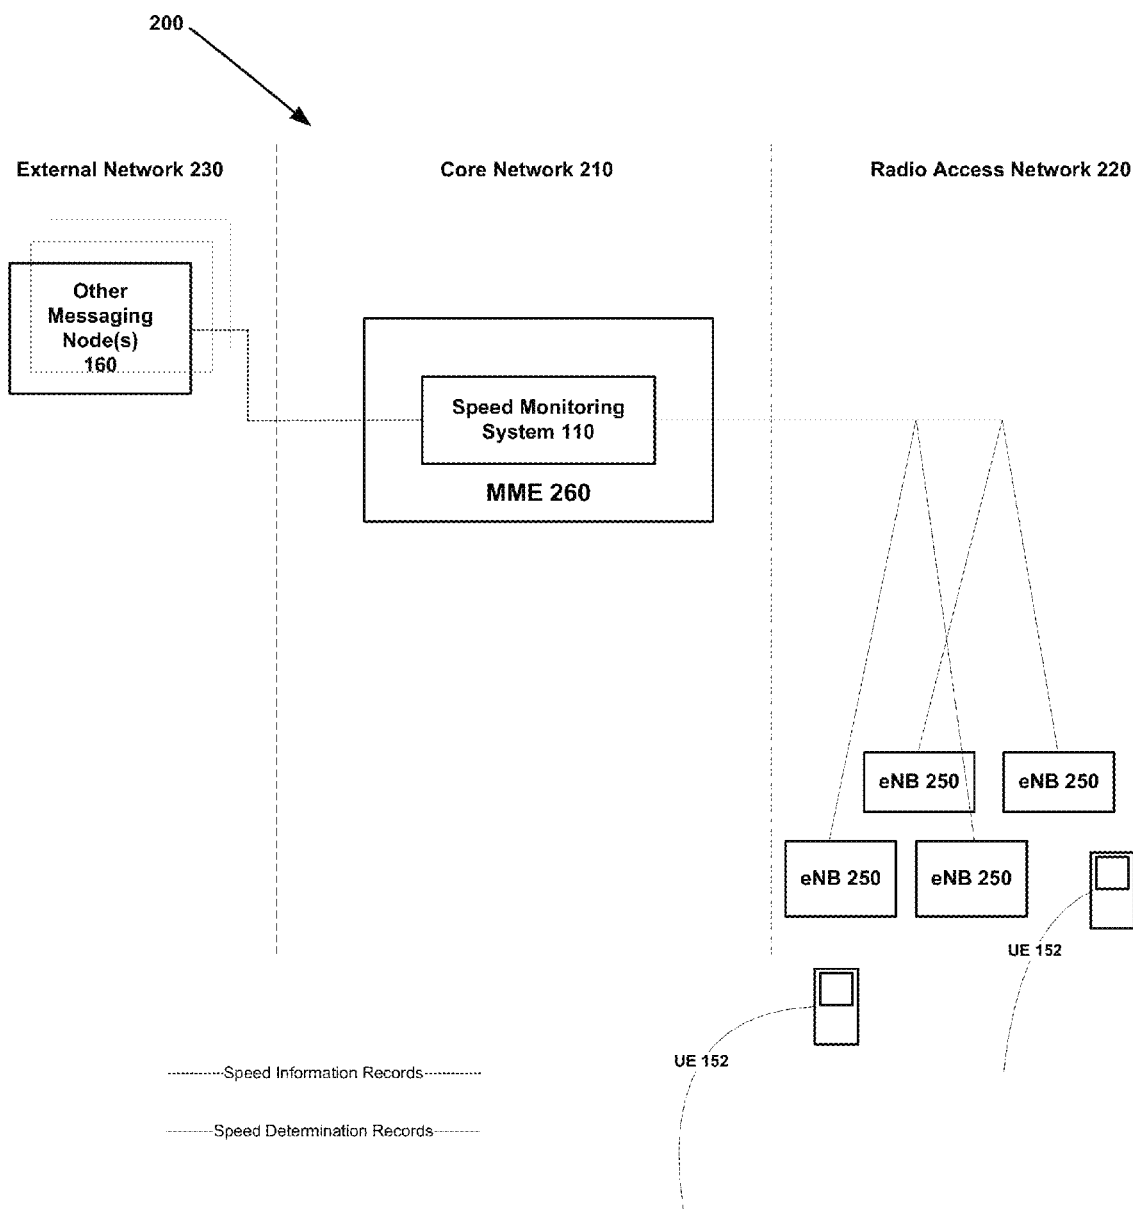 200
External Network 230
Core Network 210
Radio Access Network 220
Other
Messaging
Node(s)
160
Speed Monitoring
System 110
MME 260
eNB 250
eNB 250
eNB 250
eNB 250
UE 152
UE 152
Speed Information Records
Speed Determination Records